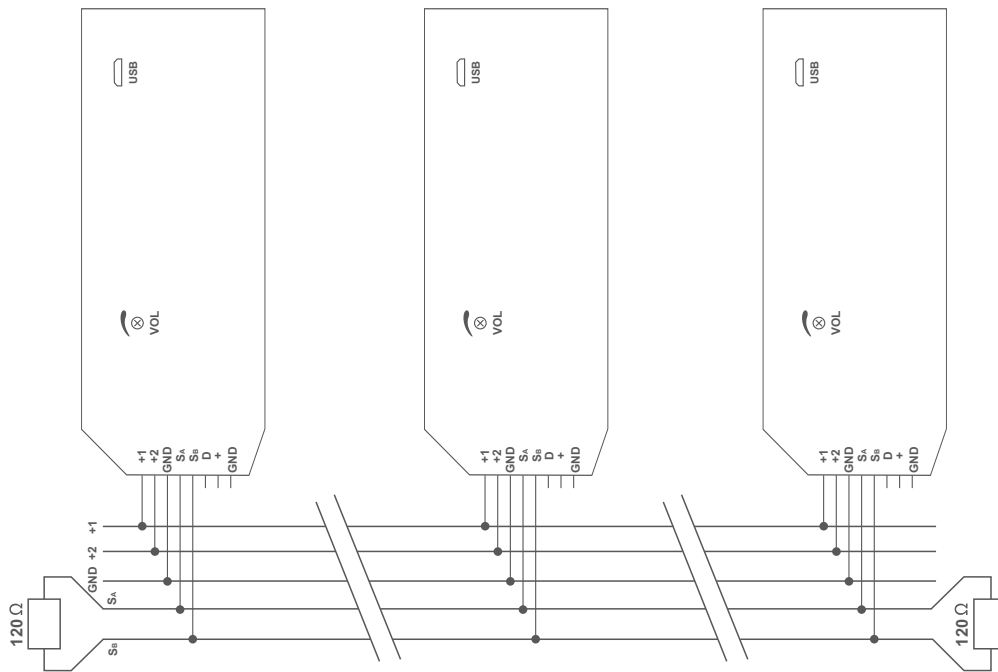 USB
USB
USB
VOL
VOL
VOL
+1
+2
GND
SA
SB
D
+
GND
+1
+2
GND
SA
SB
D
+
GND
+1
+2
GND
SA
SB
D
+
GND
+1
+2
GND
SA
SB
120 Ω
120 Ω